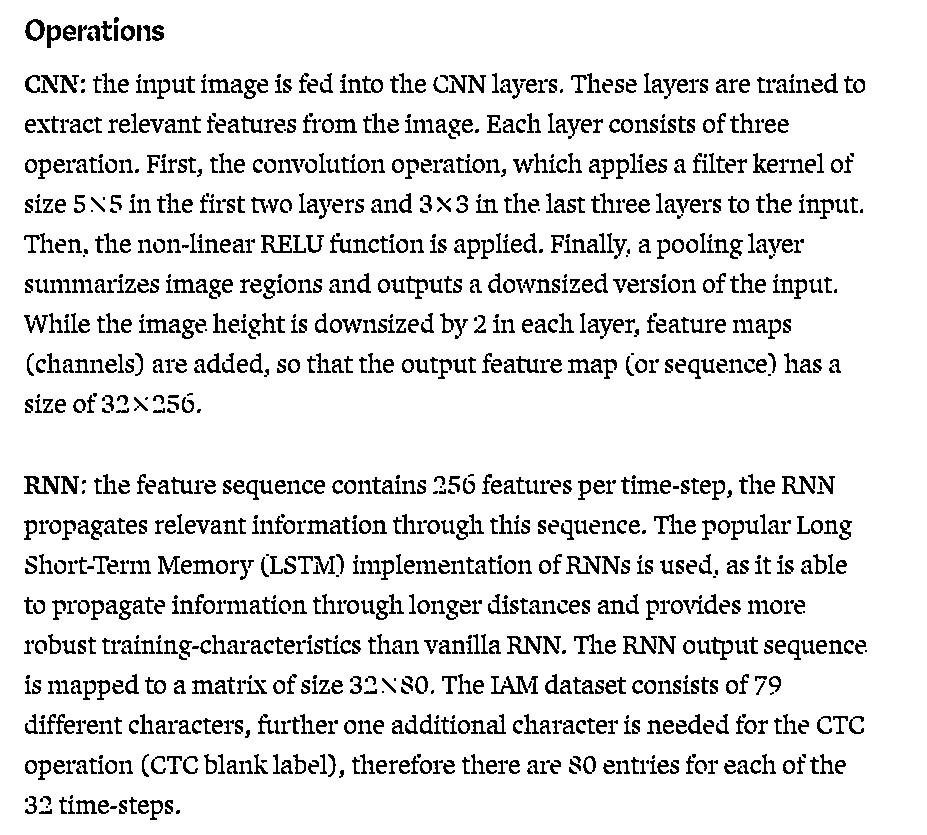 Operations
CNN: the input image is fed into the CNN layers. These layers are trained to
extract relevant features from the image. Each layer consists of three
operation. First, the convolution operation, which applies a filter kernel of
size 5×5 in the first two layers and 3×3 in the last three layers to the input.
Then, the non-linear RELU function is applied. Finally, a pooling layer
summarizes image regions and outputs a downsized version of the input.
While the image height is downsized by 2 in each layer, feature maps
(channels) are added, so that the output feature map (or sequence) has a
size of 32×256.
RNN: the feature sequence contains 256 features per time-step, the RNN
propagates relevant information through this sequence. The popular Long
Short-Term Memory (LSTM) implementation of RNNs is used, as it is able
to propagate information through longer distances and provides more
robust training-characteristics than vanilla RNN. The RNN output sequence
is mapped to a matrix of size 32×80. The IAM dataset consists of 79
different characters, further one additional character is needed for the CTC
operation (CTC blank label), therefore there are 80 entries for each of the
32 time-steps.